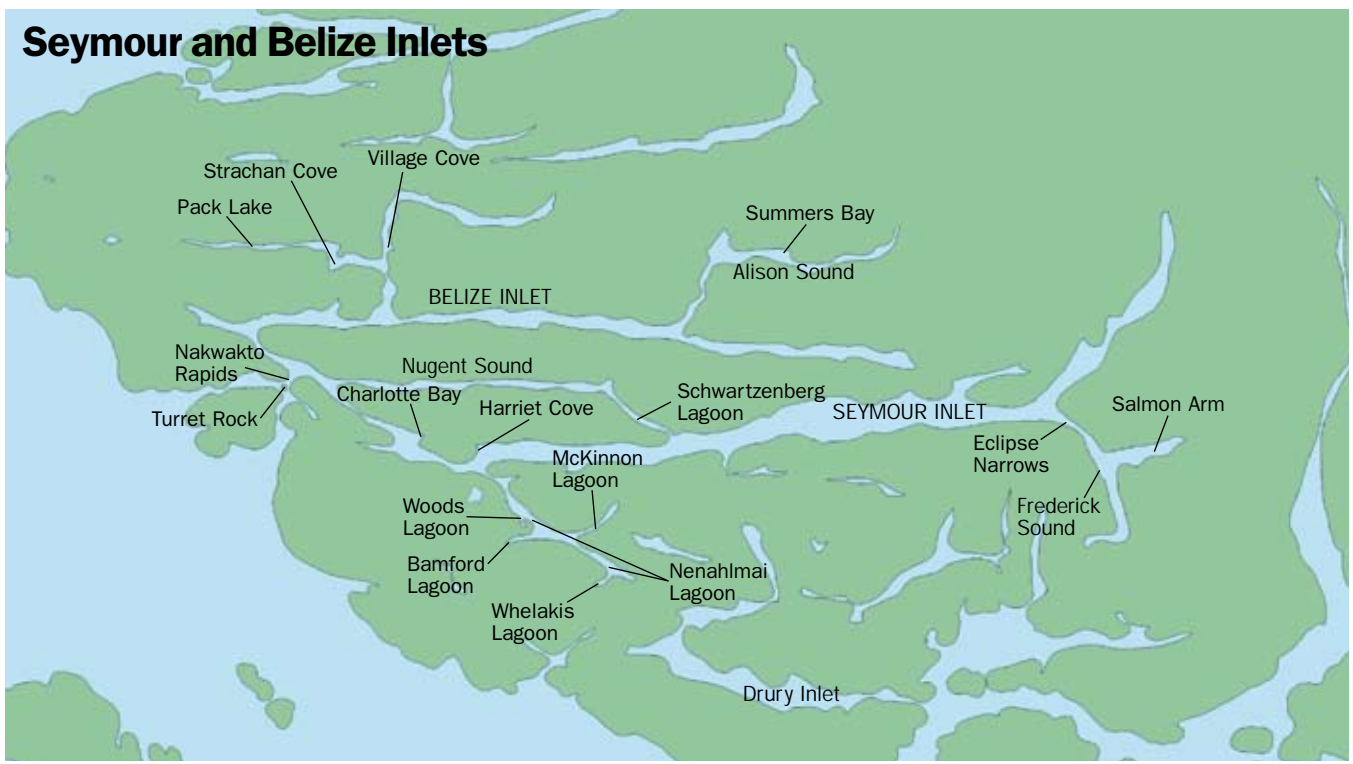 Seymour and Belize Inlets
Village Cove
Strachan Cove
Pack Lake
Summers Bay
Alison Sound
BELIZE INLET
Nakwakto
Rapids
Nugent Sound
Charlotte Bay
Harriet Cove
Schwartzenberg
Lagoon
SEYMOUR INLET
Salmon Arm
Turret Rock
Eclipse
Narrows
McKinnon
Lagoon
Woods
Lagoon
Frederick
Sound
Bamford
Lagoon
Nenahlmai
Lagoon
Whelakis
Lagoon
Drury Inlet